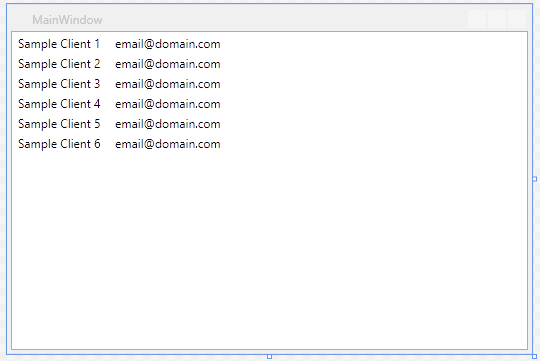 MainWindow
Sample Client 1 email@domain.com
Sample Client 2 email@domain.com
Sample Client 3 email@domain.com
Sample Client 4 email@domain.com
Sample Client 5 email@domain.com
Sample Client 6 email@domain.com